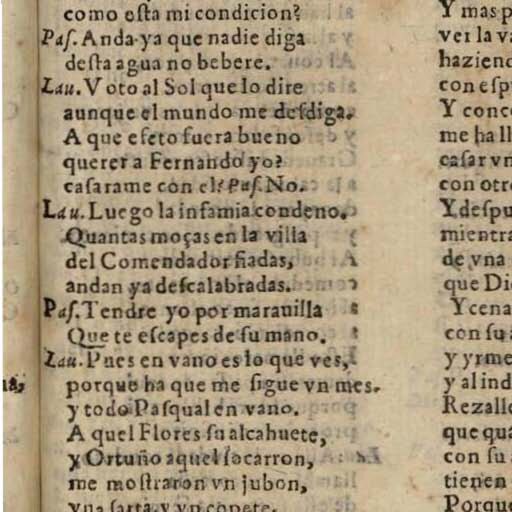 como esta mi condicion?
Pas. Anda ya que nadie diga
desta agua no bebere.
Lau. Voto al Sol que lo dire
aunque el mundo me desdiga.
A que efeto fuera bueno
querer a Fernando yo?
casarame con el? Pas. No.
Lau. Luego la infamia condeno.
Quantas moças en la villa
del Comendador fiadas,
andan ya descalabradas.
Pas. Tendre yo por marauilla
Que te escapes de su mano.
Lau. Pues en vano es lo que ves,
porque ha que me sigue vn mes.
y todo Pasqual en vano.
A quel Flores su alcahuete,
y Ortuño aquel socarron,
me mostraron vn jubon,
vna sarta, y vn copete.
Y mas p
ver la va
haziend
con esp
Y conc
me ha ll
casar vn
con otr
Y despu
mientra
de vna
que Di
Y cena
con su
y yrme
y al ind
Rezall
que qua
con su
tienen
Porque